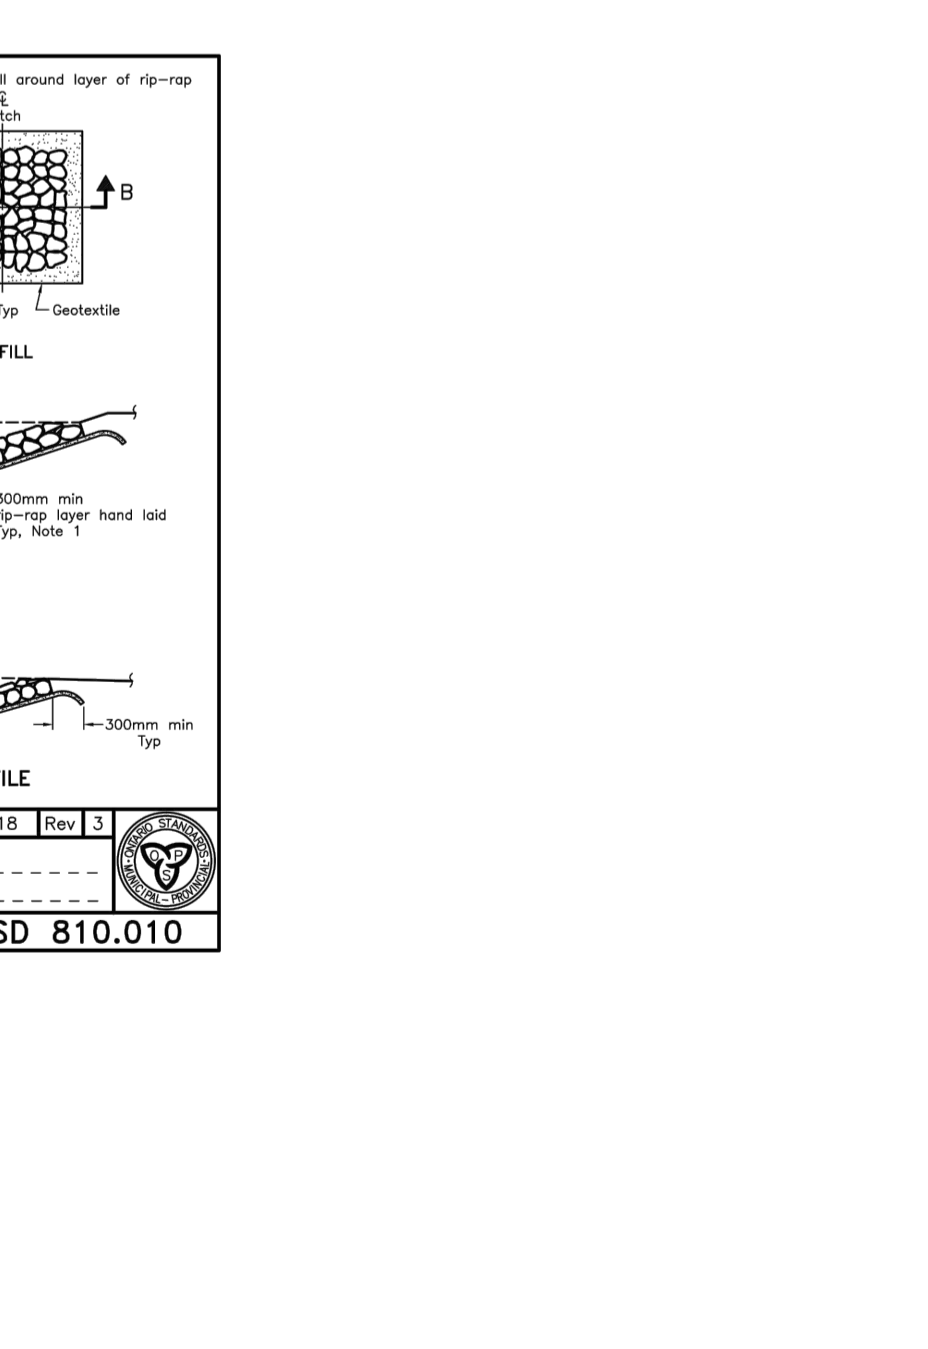 ll around layer of rip-rap
℄
tch
B
Typ
Geotextile
FILL
300mm min
rip-rap layer hand laid
Typ, Note 1
300mm min
Typ
ILE
18 Rev 3
ONTARIO STANDARDS
MUNICIPAL - PROVINCIAL
O P
S
SD 810.010